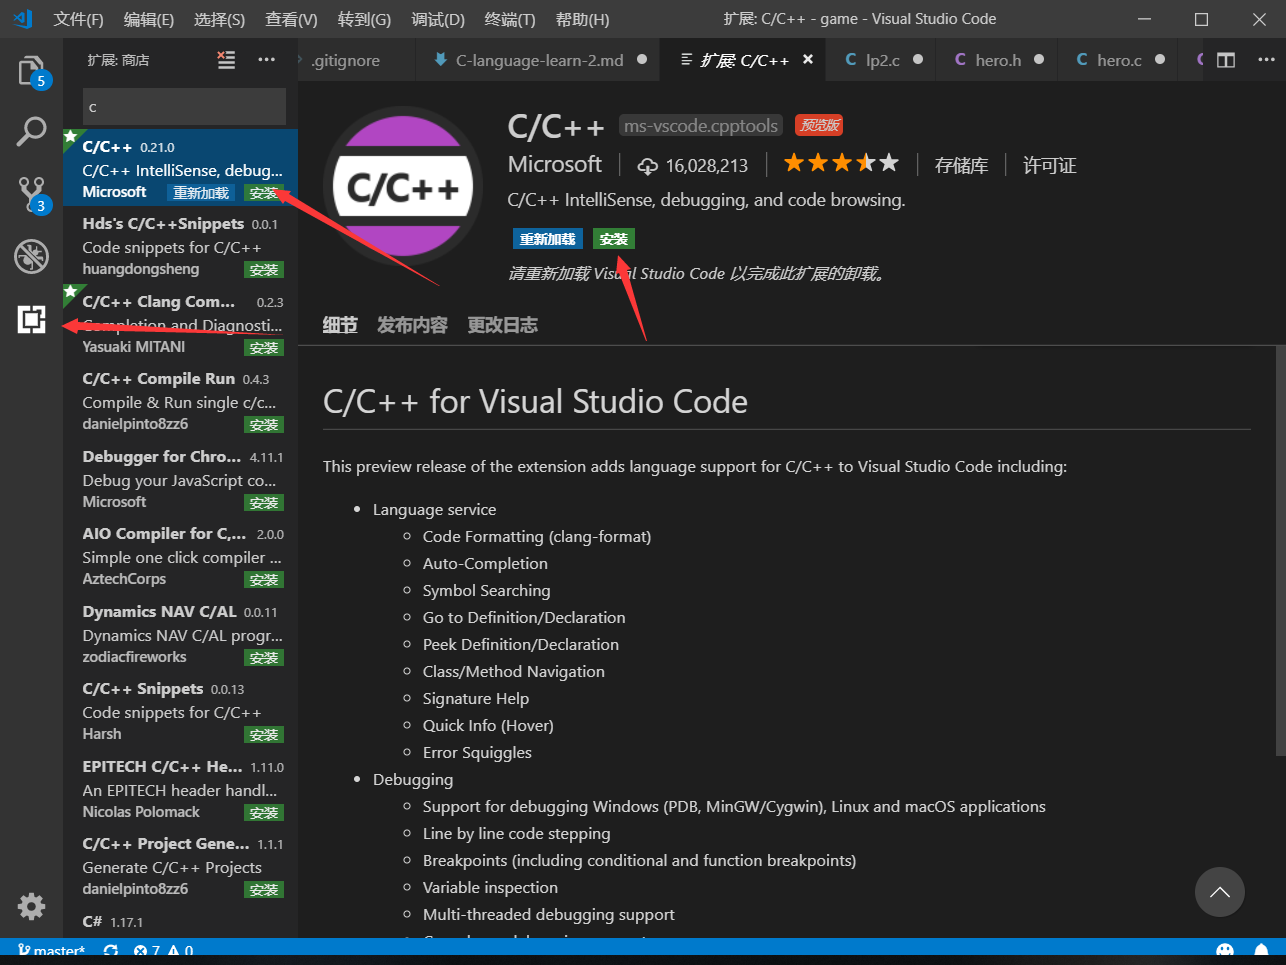 文件(F) 编辑(E) 选择(S) 查看(V) 转到(G) 调试(D) 终端(T) 帮助(H) 扩展: C/C++ - game - Visual Studio Code
扩展: 商店
.gitignore C-language-learn-2.md 扩展: C/C++ lp2.c hero.h hero.c
5
3
c
C/C++ 0.21.0
C/C++ IntelliSense, debug...
Microsoft 重新加载 安装
Hds's C/C++Snippets 0.0.1
Code snippets for C/C++
huangdongsheng 安装
C/C++ Clang Com... 0.2.3
Completion and Diagnosti...
Yasuaki MITANI 安装
C/C++ Compile Run 0.4.3
Compile & Run single c/c...
danielpinto8zz6 安装
Debugger for Chro... 4.11.1
Debug your JavaScript co...
Microsoft 安装
AIO Compiler for C,... 2.0.0
Simple one click compiler ...
AztechCorps 安装
Dynamics NAV C/AL 0.0.11
Dynamics NAV C/AL progr...
zodiacfireworks 安装
C/C++ Snippets 0.0.13
Code snippets for C/C++
Harsh 安装
EPITECH C/C++ He... 1.11.0
An EPITECH header handl...
Nicolas Polomack 安装
C/C++ Project Gene... 1.1.1
Generate C/C++ Projects
danielpinto8zz6 安装
C# 1.17.1
C/C++
C/C++ ms-vscode.cpptools 预览版
Microsoft 16,028,213 存储库 许可证
C/C++ IntelliSense, debugging, and code browsing.
重新加载 安装
请重新加载 Visual Studio Code 以完成此扩展的卸载。
细节 发布内容 更改日志
C/C++ for Visual Studio Code
This preview release of the extension adds language support for C/C++ to Visual Studio Code including:
Language service
Code Formatting (clang-format)
Auto-Completion
Symbol Searching
Go to Definition/Declaration
Peek Definition/Declaration
Class/Method Navigation
Signature Help
Quick Info (Hover)
Error Squiggles
Debugging
Support for debugging Windows (PDB, MinGW/Cygwin), Linux and macOS applications
Line by line code stepping
Breakpoints (including conditional and function breakpoints)
Variable inspection
Multi-threaded debugging support
master* 7 0